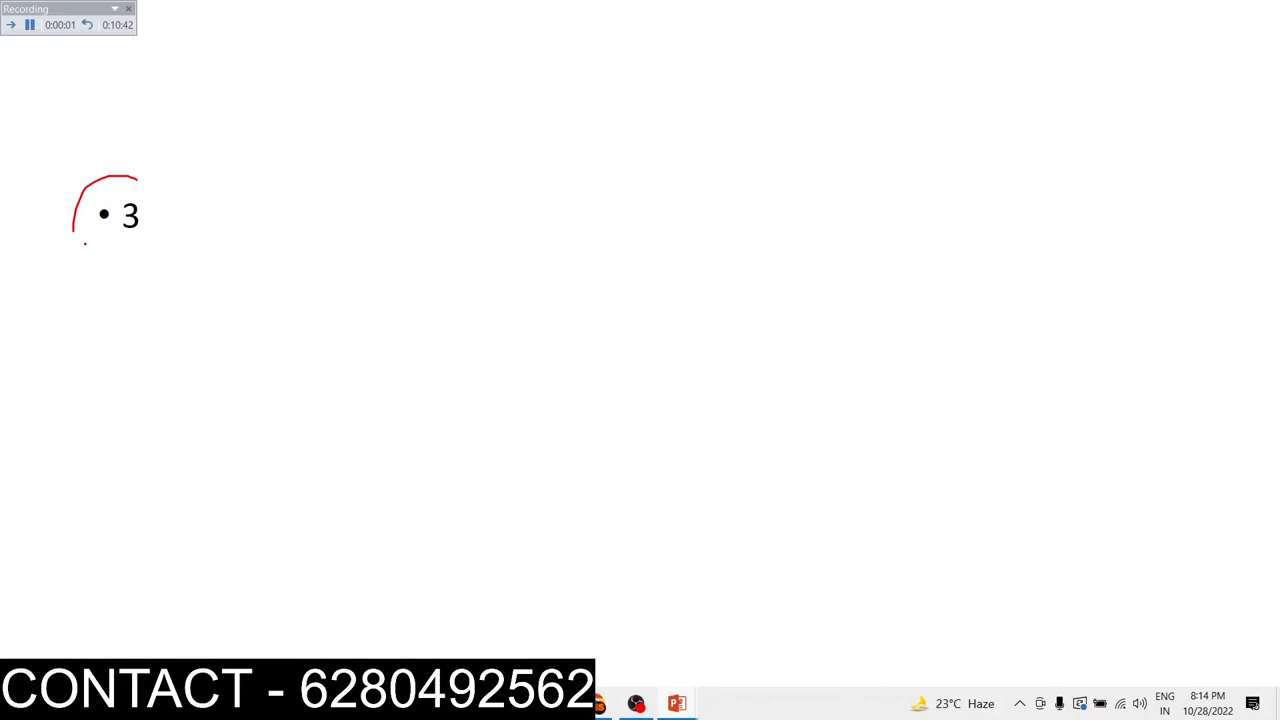 Recording
0:00:01 0:10:42
• 3
CONTACT - 6280492562
23°C Haze
ENG
IN
8:14 PM
10/28/2022